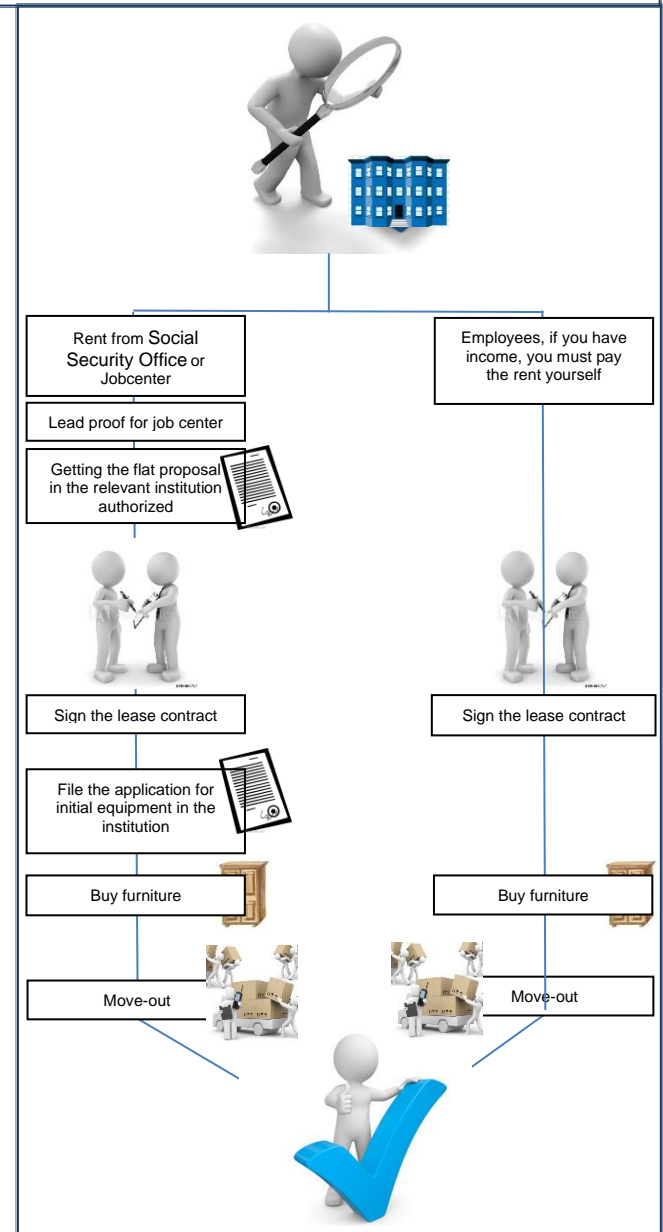 Rent from Social
Security Office or
Jobcenter
Employees, if you have
income, you must pay
the rent yourself
Lead proof for job center
Getting the flat proposal
in the relevant institution
authorized
Sign the lease contract
Sign the lease contract
File the application for
initial equipment in the
institution
Buy furniture
Buy furniture
Move-out
Move-out